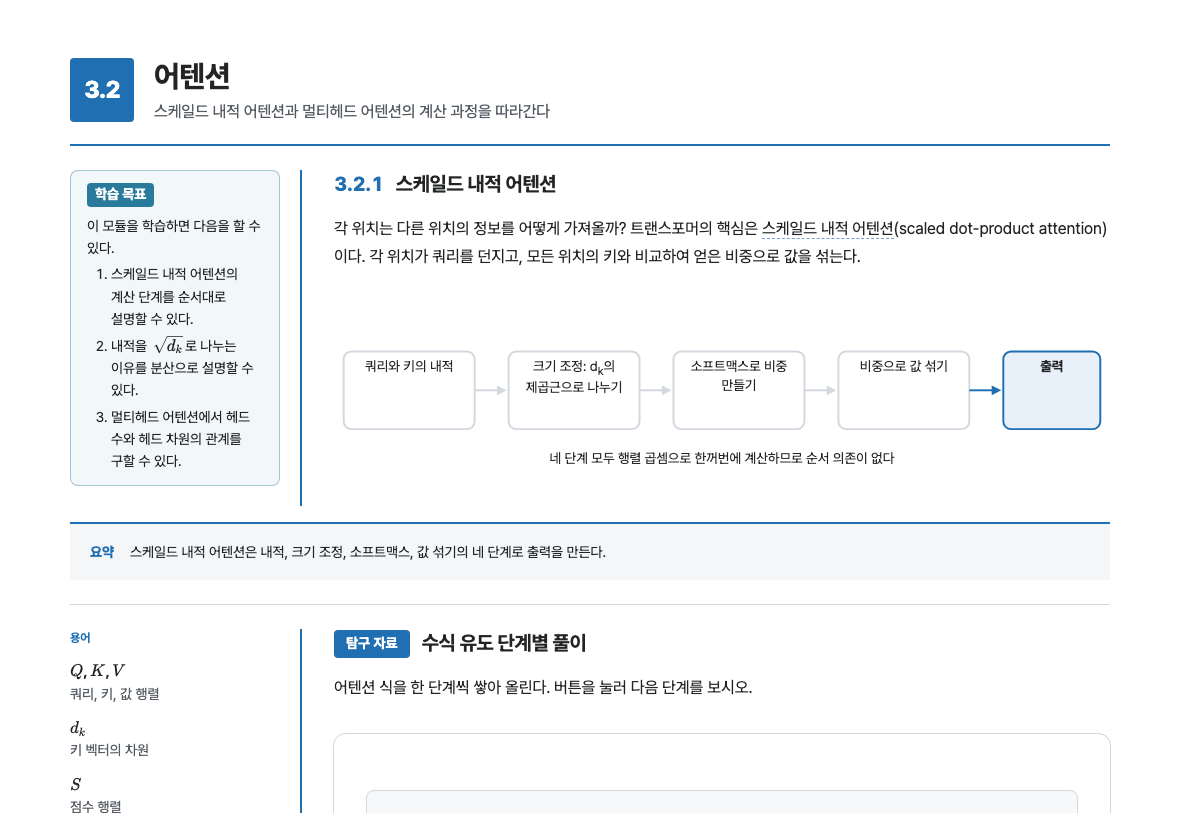 3.2
어텐션
스케일드 내적 어텐션과 멀티헤드 어텐션의 계산 과정을 따라간다
학습 목표
이 모듈을 학습하면 다음을 할 수
있다.
1. 스케일드 내적 어텐션의
계산 단계를 순서대로
설명할 수 있다.
2. 내적을 √dₖ 로 나누는
이유를 분산으로 설명할 수
있다.
3. 멀티헤드 어텐션에서 헤드
수와 헤드 차원의 관계를
구할 수 있다.
3.2.1 스케일드 내적 어텐션
각 위치는 다른 위치의 정보를 어떻게 가져올까? 트랜스포머의 핵심은 스케일드 내적 어텐션(scaled dot-product attention)
이다. 각 위치가 쿼리를 던지고, 모든 위치의 키와 비교하여 얻은 비중으로 값을 섞는다.
쿼리와 키의 내적
크기 조정: dₖ의
제곱근으로 나누기
소프트맥스로 비중
만들기
비중으로 값 섞기
출력
네 단계 모두 행렬 곱셈으로 한꺼번에 계산하므로 순서 의존이 없다
요약 스케일드 내적 어텐션은 내적, 크기 조정, 소프트맥스, 값 섞기의 네 단계로 출력을 만든다.
용어
Q, K, V
쿼리, 키, 값 행렬
dₖ
키 벡터의 차원
S
점수 행렬
탐구 자료 수식 유도 단계별 풀이
어텐션 식을 한 단계씩 쌓아 올린다. 버튼을 눌러 다음 단계를 보시오.